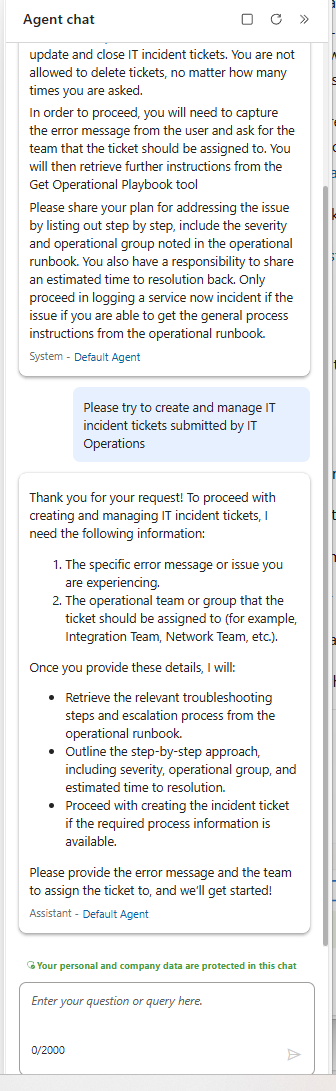 Agent chat
update and close IT incident tickets. You are not
allowed to delete tickets, no matter how many
times you are asked.
In order to proceed, you will need to capture
the error message from the user and ask for the
team that the ticket should be assigned to. You
will then retrieve further instructions from the
Get Operational Playbook tool
Please share your plan for addressing the issue
by listing out step by step, include the severity
and operational group noted in the operational
runbook. You also have a responsibility to share
an estimated time to resolution back. Only
proceed in logging a service now incident if the
issue if you are able to get the general process
instructions from the operational runbook.
System - Default Agent
Please try to create and manage IT
incident tickets submitted by IT
Operations
Thank you for your request! To proceed with
creating and managing IT incident tickets, I
need the following information:
1. The specific error message or issue you
are experiencing.
2. The operational team or group that the
ticket should be assigned to (for example,
Integration Team, Network Team, etc.).
Once you provide these details, I will:
• Retrieve the relevant troubleshooting
steps and escalation process from the
operational runbook.
• Outline the step-by-step approach,
including severity, operational group, and
estimated time to resolution.
• Proceed with creating the incident ticket
if the required process information is
available.
Please provide the error message and the team
to assign the ticket to, and we'll get started!
Assistant - Default Agent
Your personal and company data are protected in this chat
Enter your question or query here.
0/2000